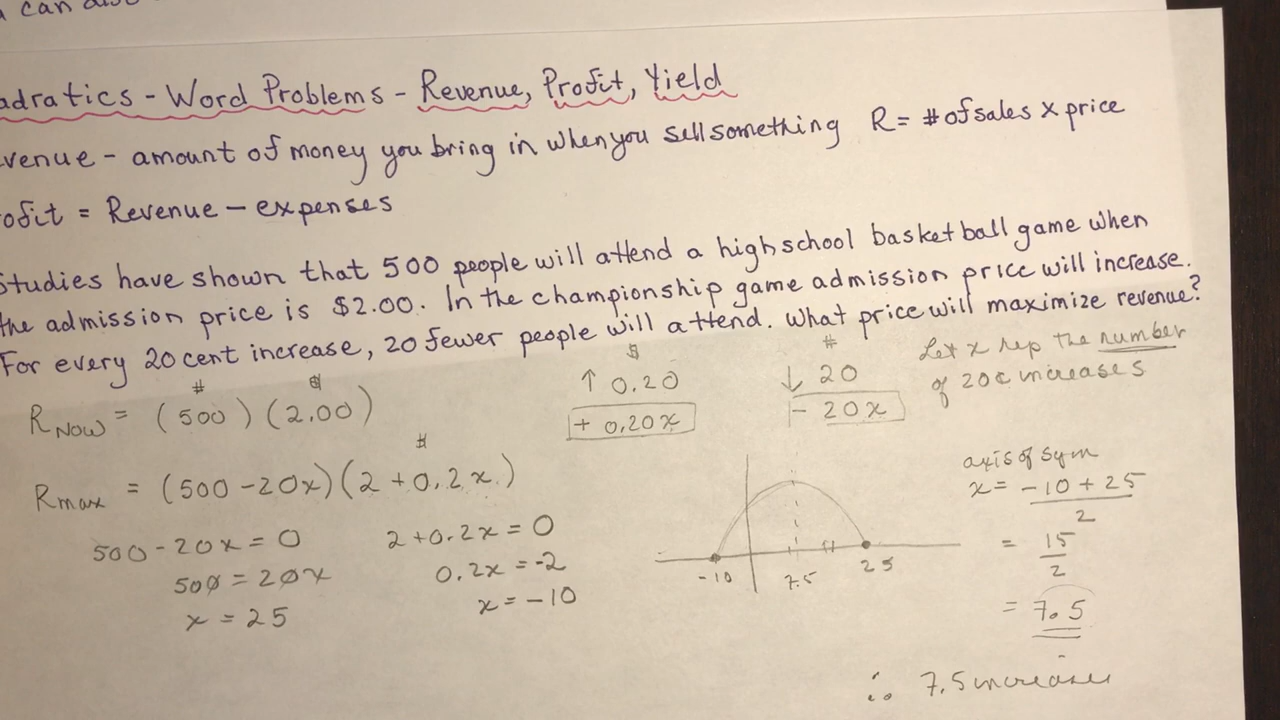 can also
adratics - Word Problems - Revenue, Profit, Yield
venue - amount of money you bring in when you sell something R = # of sales x price
ofit = Revenue - expenses
Studies have shown that 500 people will attend a high school basketball game when
the admission price is $2.00. In the championship game admission price will increase.
For every 20 cent increase, 20 fewer people will attend. What price will maximize revenue?
# $
R NOW = (500)(2.00)
$
↑ 0.20
+ 0.20x
#
↓ 20
- 20x
Let x rep the number
of 20¢ increases
#
Rmax = (500 - 20x)(2 + 0.2x)
500 - 20x = 0
500 = 20x
x = 25
2 + 0.2x = 0
0.2x = -2
x = -10
-10 7.5 25
axis of sym
x = -10 + 25
2
= 15
2
= 7.5
∴ 7.5 increases